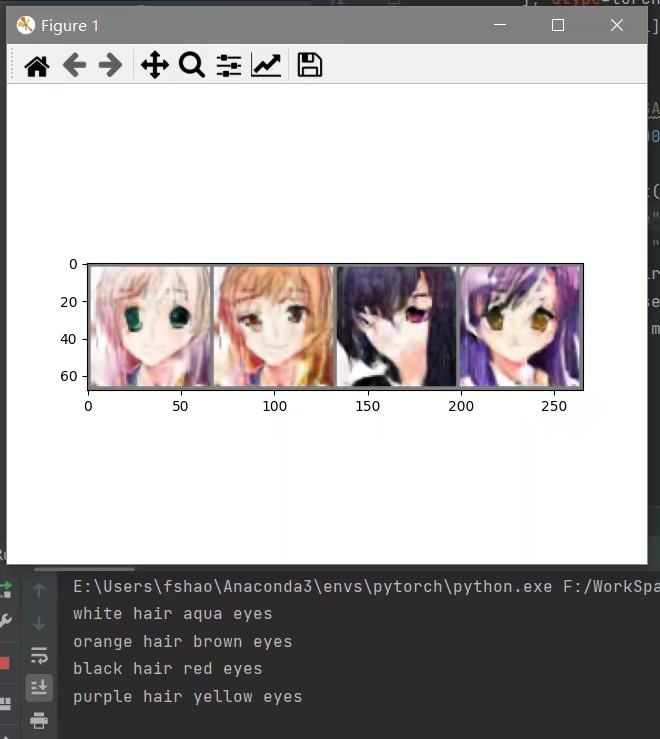 Figure 1
0
20
40
60
0 50 100 150 200 250
E:\Users\fshao\Anaconda3\envs\pytorch\python.exe F:/WorkSpa
white hair aqua eyes
orange hair brown eyes
black hair red eyes
purple hair yellow eyes